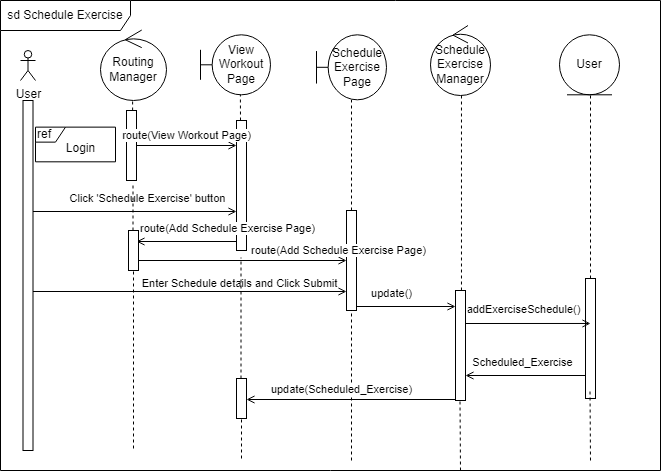 sd Schedule Exercise
User
Routing
Manager
View
Workout
Page
Schedule
Exercise
Page
Schedule
Exercise
Manager
User
ref
Login
route(View Workout Page)
Click 'Schedule Exercise' button
route(Add Schedule Exercise Page)
route(Add Schedule Exercise Page)
Enter Schedule details and Click Submit
update()
addExerciseSchedule()
Scheduled_Exercise
update(Scheduled_Exercise)